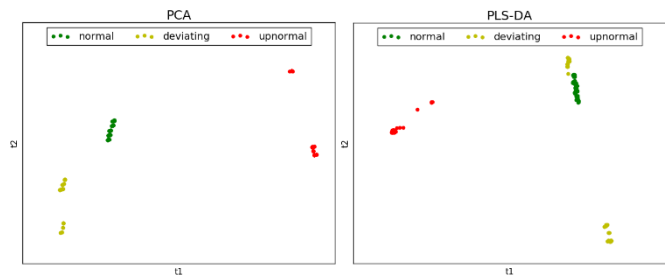 PCA
normal deviating upnormal
t2
t1
PLS-DA
normal deviating upnormal
t2
t1